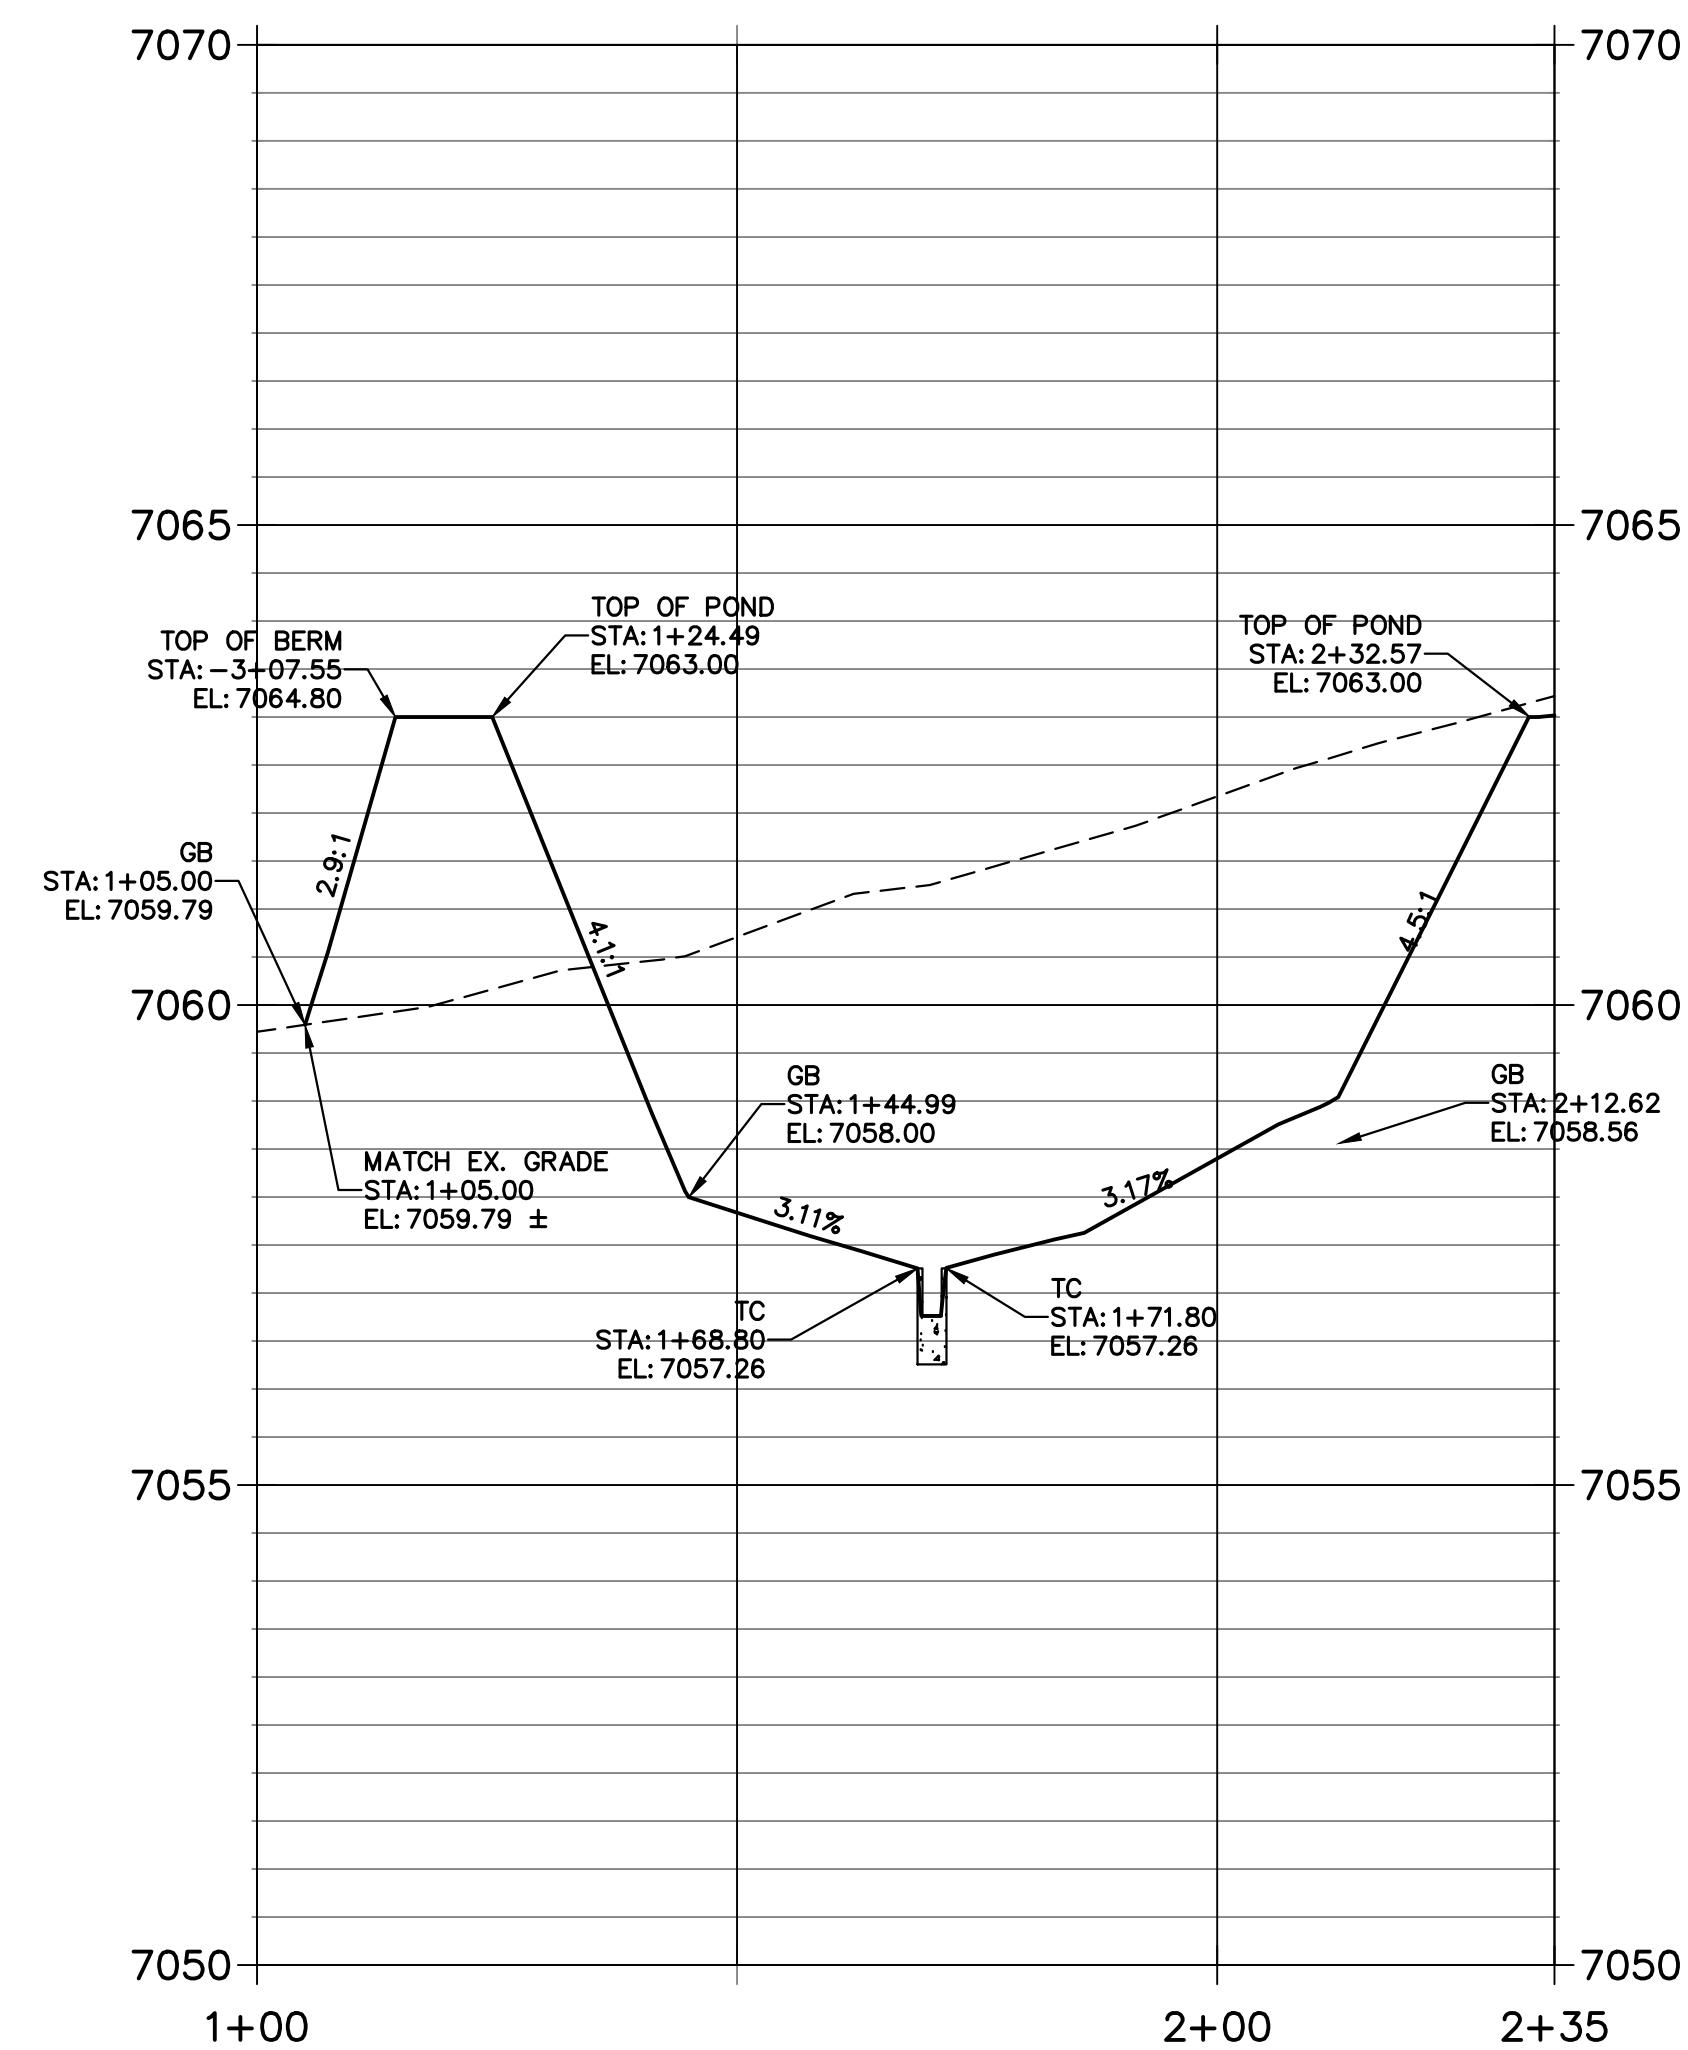 7070
7070
7065
7065
TOP OF POND
STA: 1+24.49
EL: 7063.00
TOP OF BERM
STA: -3+07.55
EL: 7064.80
TOP OF POND
STA: 2+32.57
EL: 7063.00
2.9:1
GB
STA: 1+05.00
EL: 7059.79
4.1:1
4.5:1
7060
7060
GB
STA: 1+44.99
EL: 7058.00
GB
STA: 2+12.62
EL: 7058.56
MATCH EX. GRADE
STA: 1+05.00
EL: 7059.79 ±
3.11%
3.17%
TC
STA: 1+68.80
EL: 7057.26
TC
STA: 1+71.80
EL: 7057.26
7055
7055
7050
7050
1+00
2+00
2+35